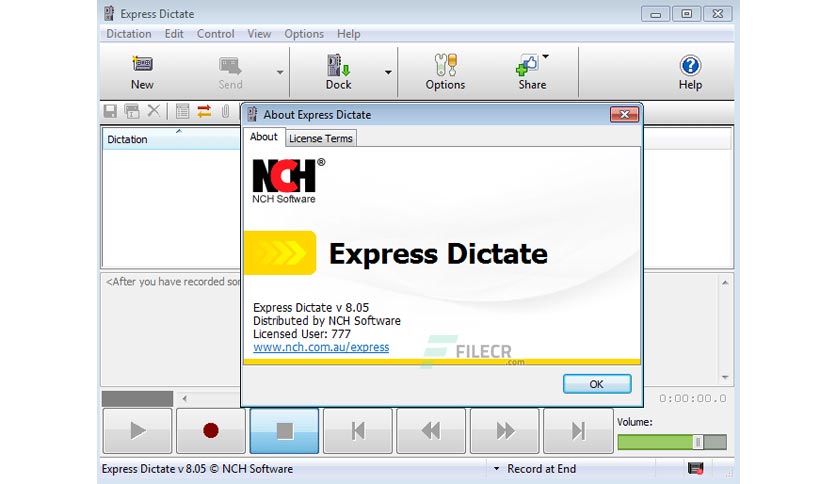 Express Dictate
Dictation Edit Control View Options Help
New Send Dock Options Share Help
About Express Dictate
About License Terms
Dictation
NCH®
NCH Software
Express Dictate
<After you have recorded so
Express Dictate v 8.05
Distributed by NCH Software
Licensed User: 777
www.nch.com.au/express
FILECR
.com
OK
0:00:00.0
Volume:
Express Dictate v 8.05 © NCH Software
Record at End